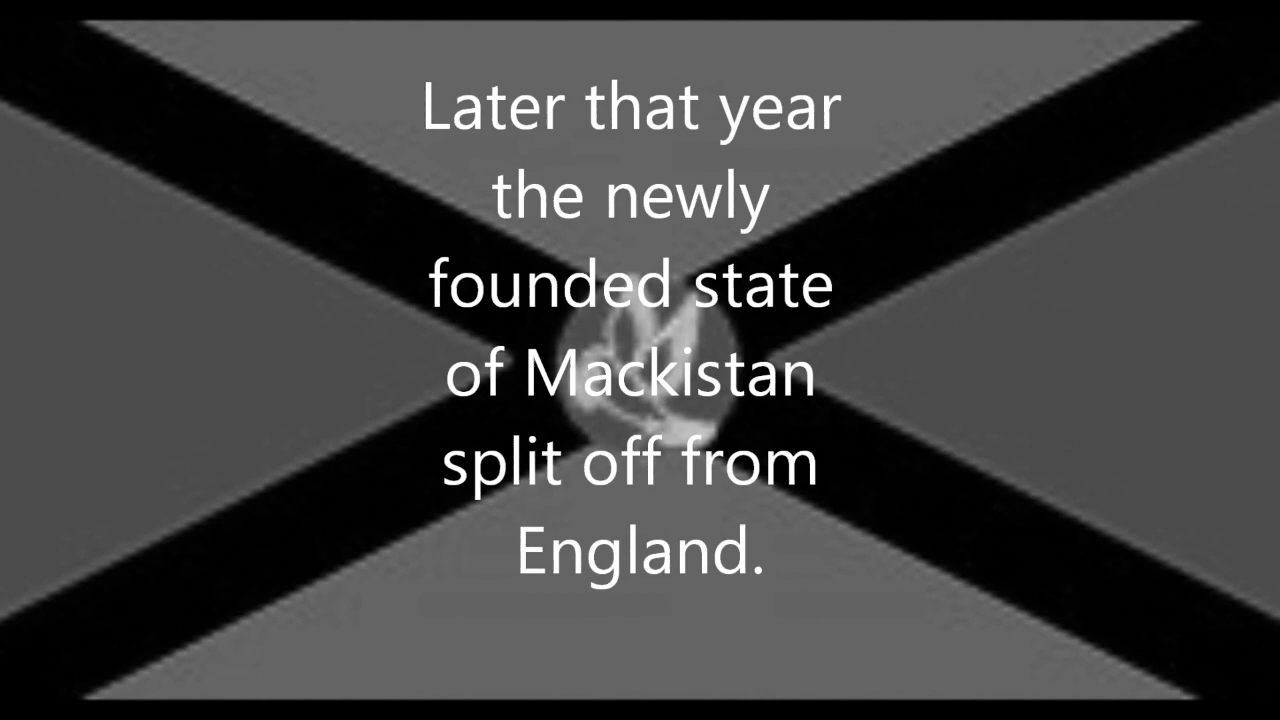 Later that year
the newly
founded state
of Mackistan
split off from
England.